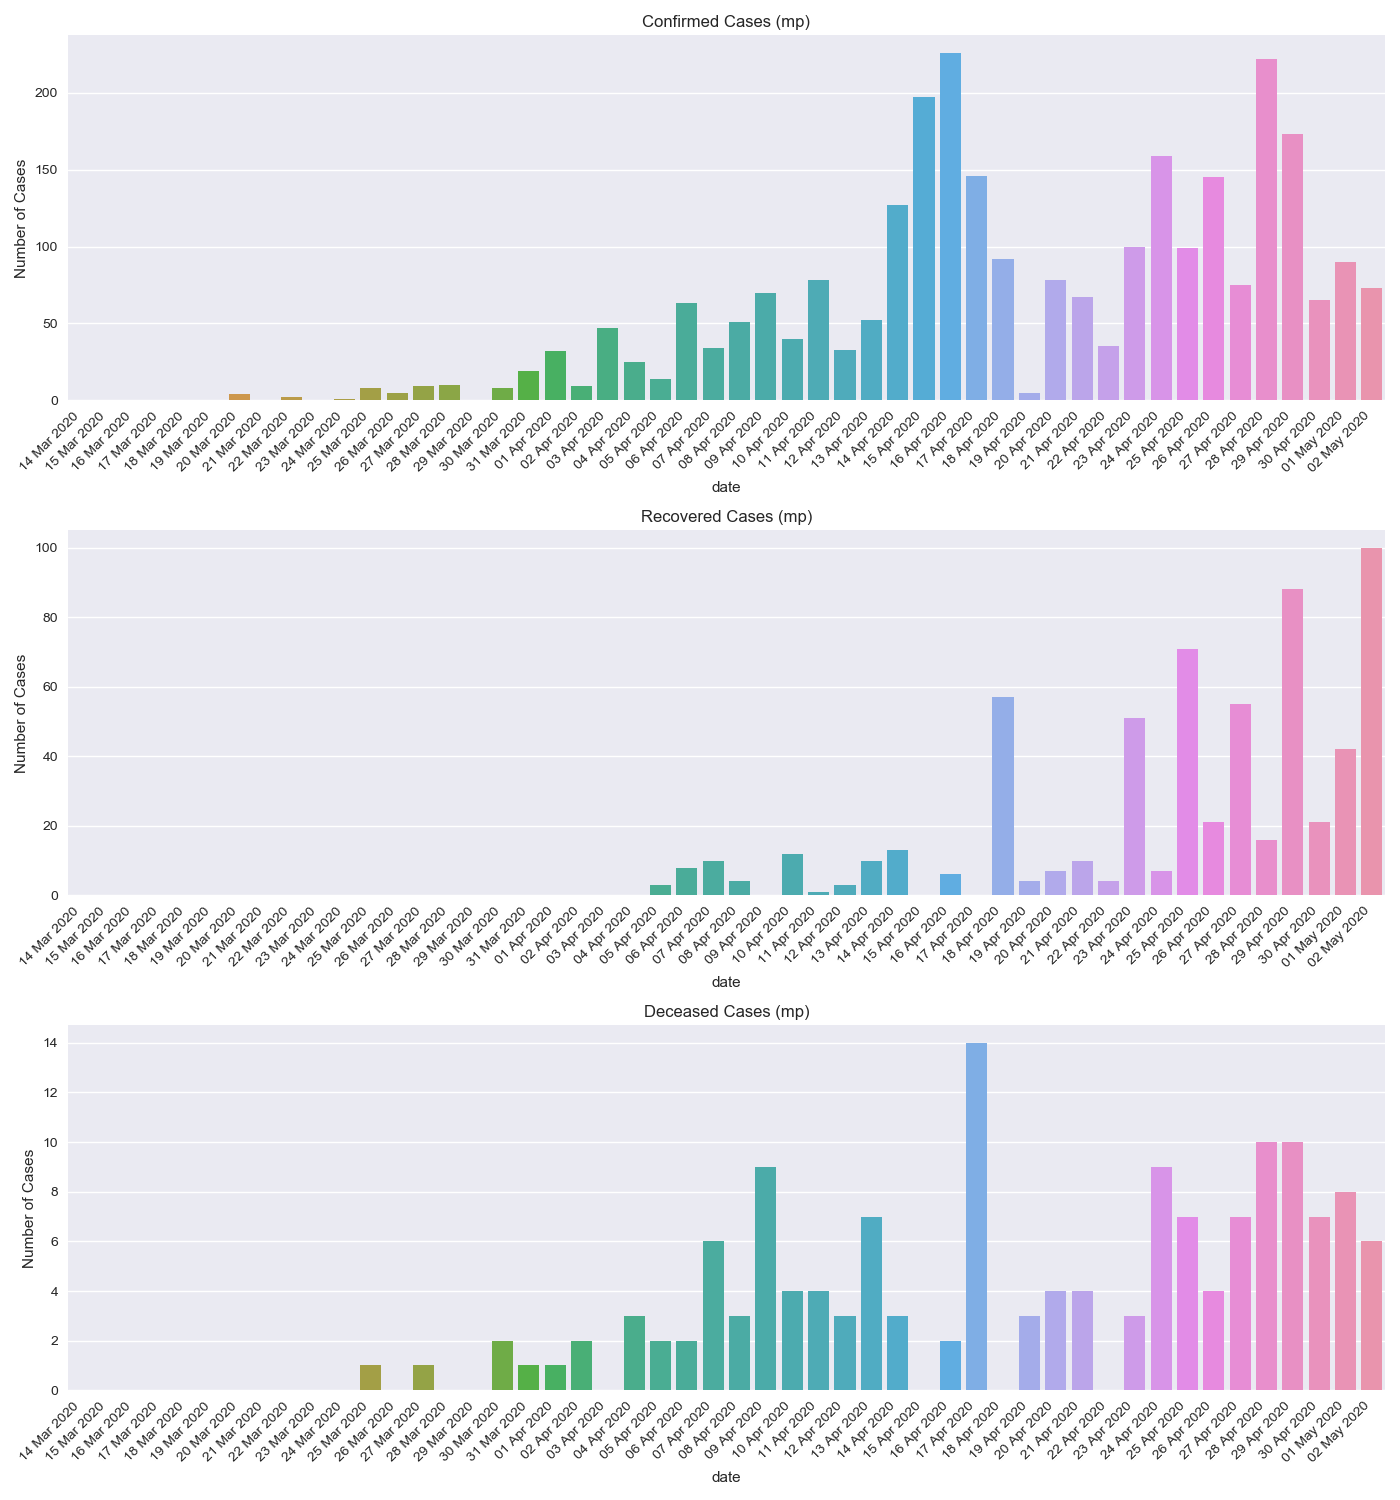 Confirmed Cases (mp)
Number of Cases
200
150
100
50
0
14 Mar 2020
15 Mar 2020
16 Mar 2020
17 Mar 2020
18 Mar 2020
19 Mar 2020
20 Mar 2020
21 Mar 2020
22 Mar 2020
23 Mar 2020
24 Mar 2020
25 Mar 2020
26 Mar 2020
27 Mar 2020
28 Mar 2020
29 Mar 2020
30 Mar 2020
31 Mar 2020
01 Apr 2020
02 Apr 2020
03 Apr 2020
04 Apr 2020
05 Apr 2020
06 Apr 2020
07 Apr 2020
08 Apr 2020
09 Apr 2020
10 Apr 2020
11 Apr 2020
12 Apr 2020
13 Apr 2020
14 Apr 2020
15 Apr 2020
16 Apr 2020
17 Apr 2020
18 Apr 2020
19 Apr 2020
20 Apr 2020
21 Apr 2020
22 Apr 2020
23 Apr 2020
24 Apr 2020
25 Apr 2020
26 Apr 2020
27 Apr 2020
28 Apr 2020
29 Apr 2020
30 Apr 2020
01 May 2020
02 May 2020
date
Recovered Cases (mp)
Number of Cases
100
80
60
40
20
0
14 Mar 2020
15 Mar 2020
16 Mar 2020
17 Mar 2020
18 Mar 2020
19 Mar 2020
20 Mar 2020
21 Mar 2020
22 Mar 2020
23 Mar 2020
24 Mar 2020
25 Mar 2020
26 Mar 2020
27 Mar 2020
28 Mar 2020
29 Mar 2020
30 Mar 2020
31 Mar 2020
01 Apr 2020
02 Apr 2020
03 Apr 2020
04 Apr 2020
05 Apr 2020
06 Apr 2020
07 Apr 2020
08 Apr 2020
09 Apr 2020
10 Apr 2020
11 Apr 2020
12 Apr 2020
13 Apr 2020
14 Apr 2020
15 Apr 2020
16 Apr 2020
17 Apr 2020
18 Apr 2020
19 Apr 2020
20 Apr 2020
21 Apr 2020
22 Apr 2020
23 Apr 2020
24 Apr 2020
25 Apr 2020
26 Apr 2020
27 Apr 2020
28 Apr 2020
29 Apr 2020
30 Apr 2020
01 May 2020
02 May 2020
date
Deceased Cases (mp)
Number of Cases
14
12
10
8
6
4
2
0
14 Mar 2020
15 Mar 2020
16 Mar 2020
17 Mar 2020
18 Mar 2020
19 Mar 2020
20 Mar 2020
21 Mar 2020
22 Mar 2020
23 Mar 2020
24 Mar 2020
25 Mar 2020
26 Mar 2020
27 Mar 2020
28 Mar 2020
29 Mar 2020
30 Mar 2020
31 Mar 2020
01 Apr 2020
02 Apr 2020
03 Apr 2020
04 Apr 2020
05 Apr 2020
06 Apr 2020
07 Apr 2020
08 Apr 2020
09 Apr 2020
10 Apr 2020
11 Apr 2020
12 Apr 2020
13 Apr 2020
14 Apr 2020
15 Apr 2020
16 Apr 2020
17 Apr 2020
18 Apr 2020
19 Apr 2020
20 Apr 2020
21 Apr 2020
22 Apr 2020
23 Apr 2020
24 Apr 2020
25 Apr 2020
26 Apr 2020
27 Apr 2020
28 Apr 2020
29 Apr 2020
30 Apr 2020
01 May 2020
02 May 2020
date